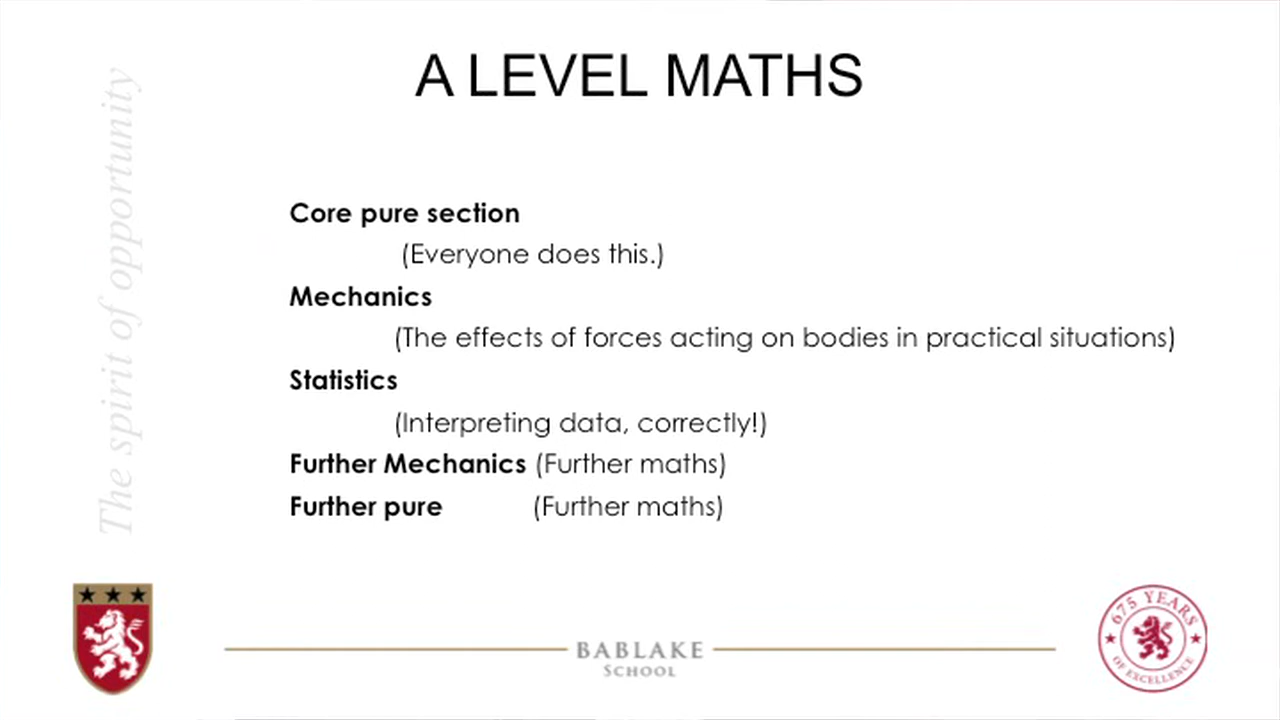 A LEVEL MATHS
The spirit of opportunity
Core pure section
(Everyone does this.)
Mechanics
(The effects of forces acting on bodies in practical situations)
Statistics
(Interpreting data, correctly!)
Further Mechanics (Further maths)
Further pure (Further maths)
BABLAKE
SCHOOL
675 YEARS
OF EXCELLENCE